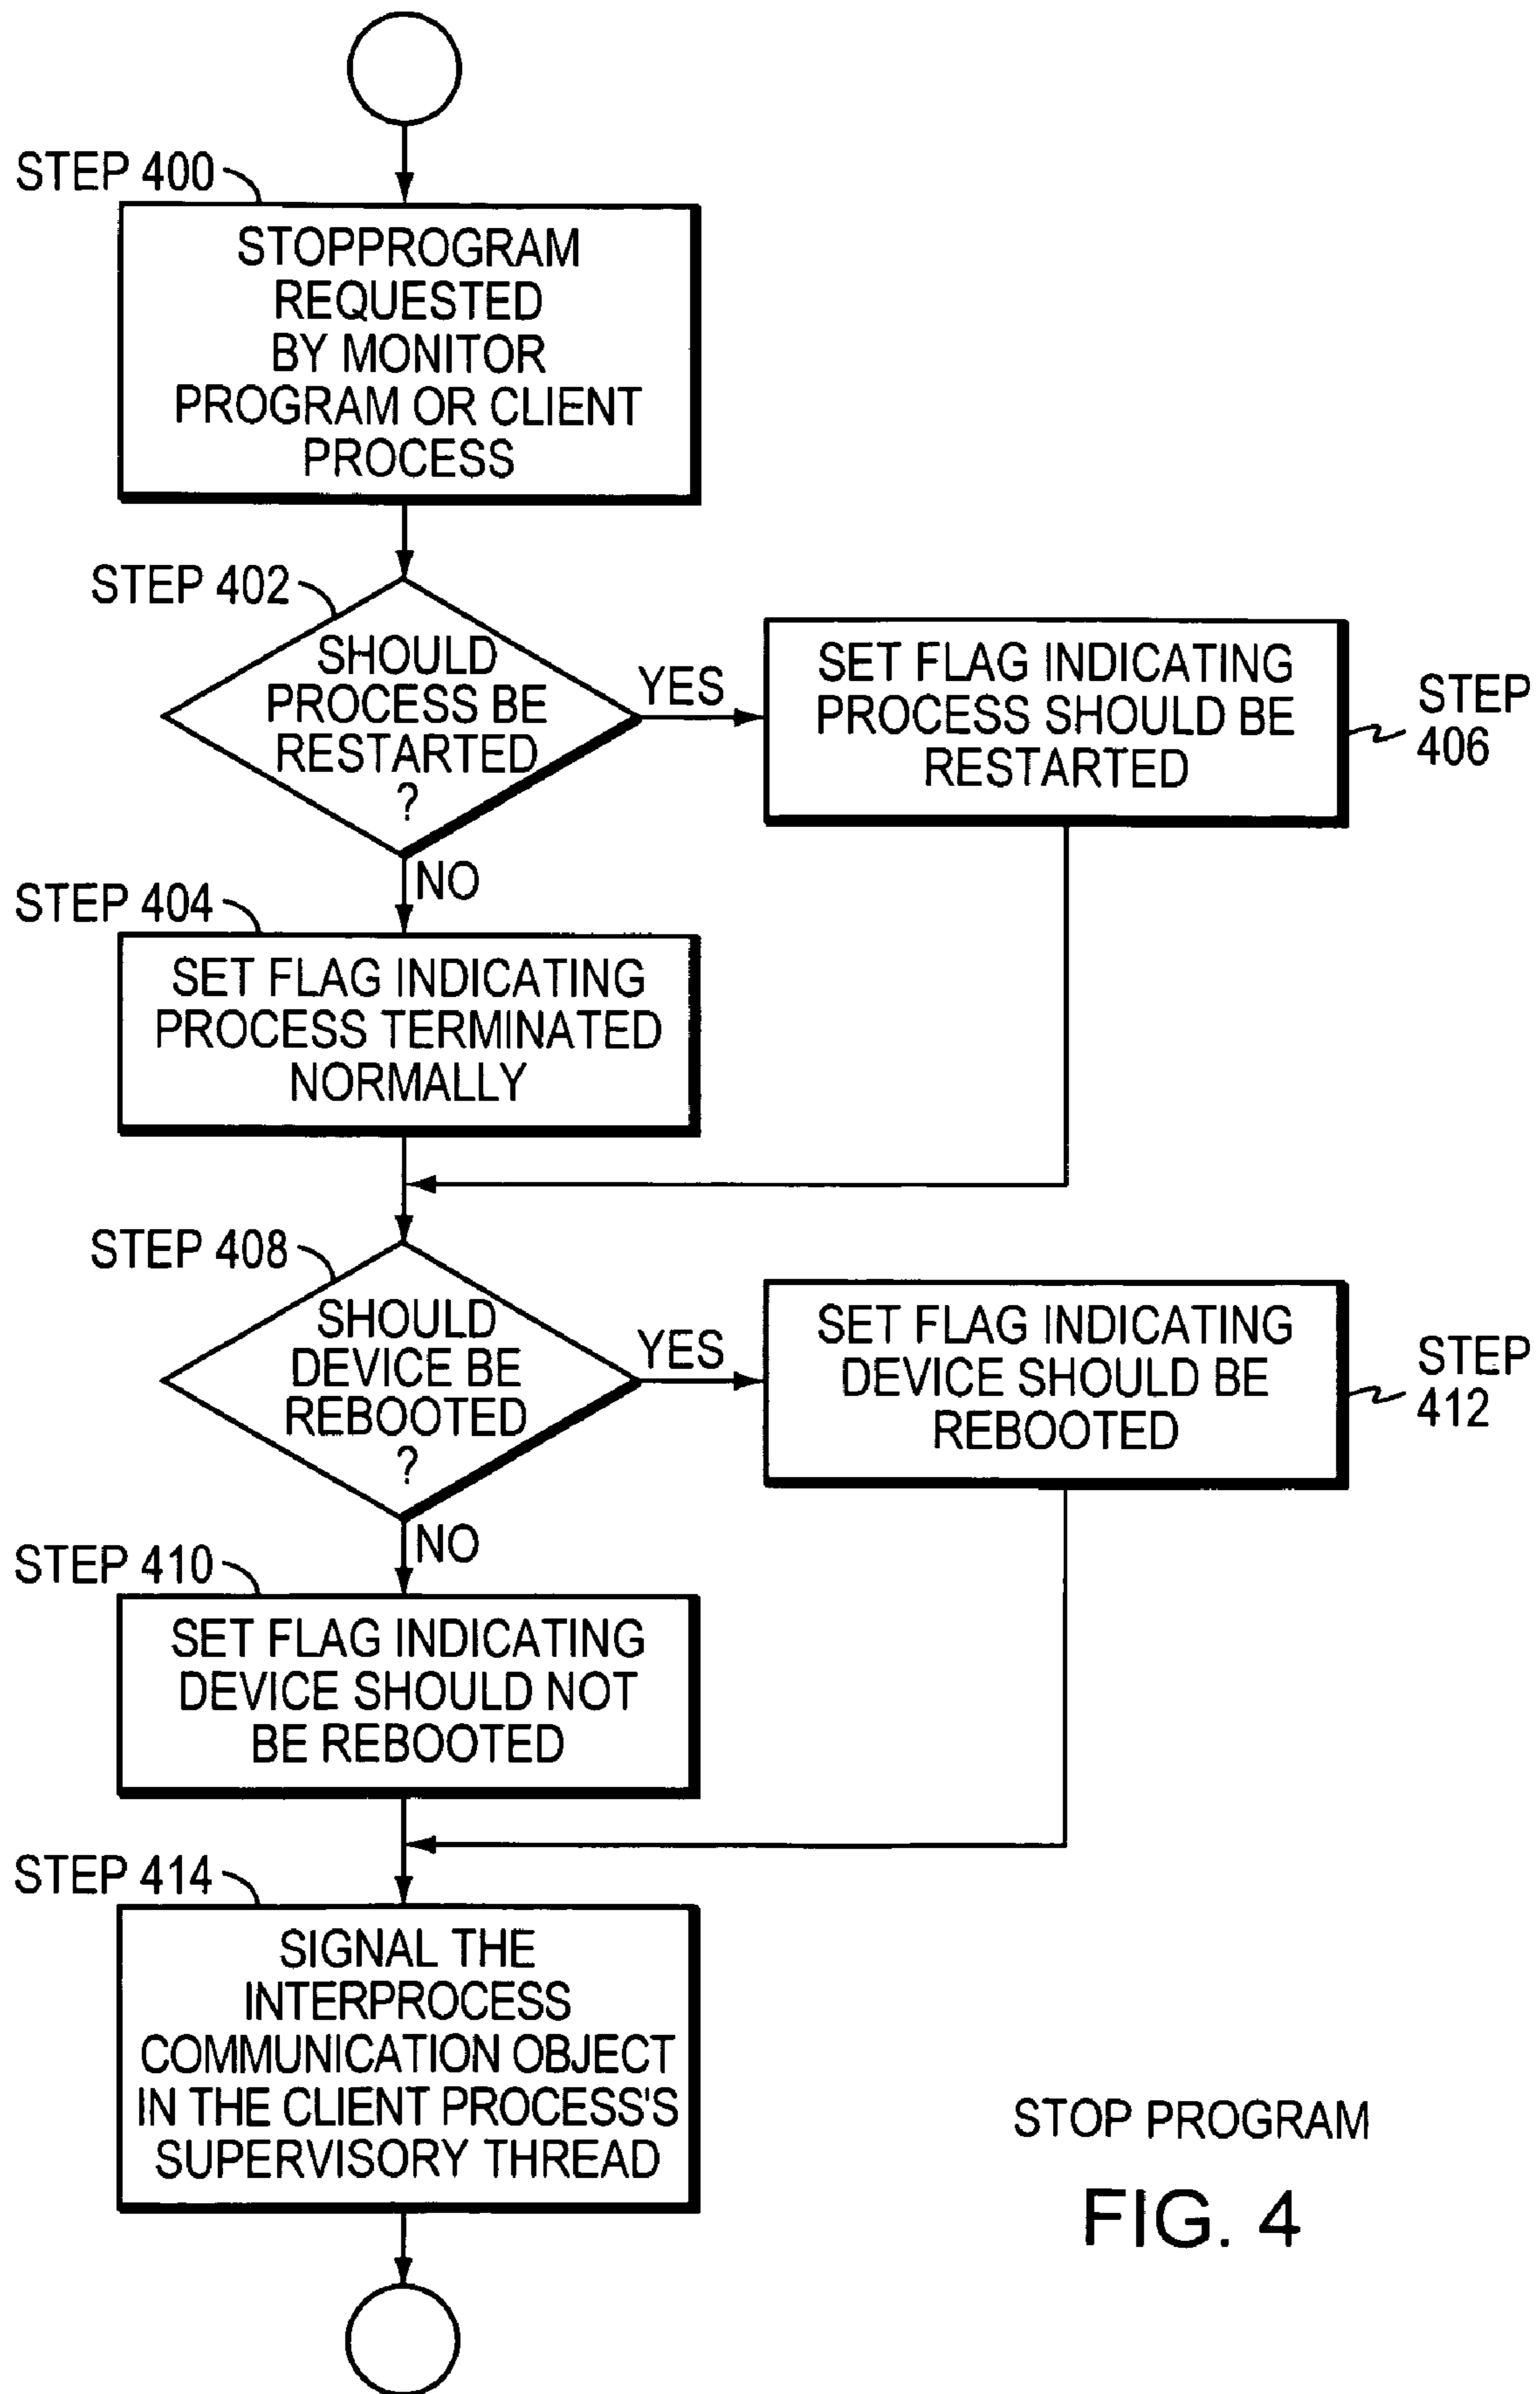 STEP 400
STOPPROGRAM
REQUESTED
BY MONITOR
PROGRAM OR CLIENT
PROCESS
STEP 402
SHOULD
PROCESS BE
RESTARTED
?
YES
SET FLAG INDICATING
PROCESS SHOULD BE
RESTARTED
STEP
406
NO
STEP 404
SET FLAG INDICATING
PROCESS TERMINATED
NORMALLY
STEP 408
SHOULD
DEVICE BE
REBOOTED
?
YES
SET FLAG INDICATING
DEVICE SHOULD BE
REBOOTED
STEP
412
NO
STEP 410
SET FLAG INDICATING
DEVICE SHOULD NOT
BE REBOOTED
STEP 414
SIGNAL THE
INTERPROCESS
COMMUNICATION OBJECT
IN THE CLIENT PROCESS'S
SUPERVISORY THREAD
STOP PROGRAM
FIG. 4